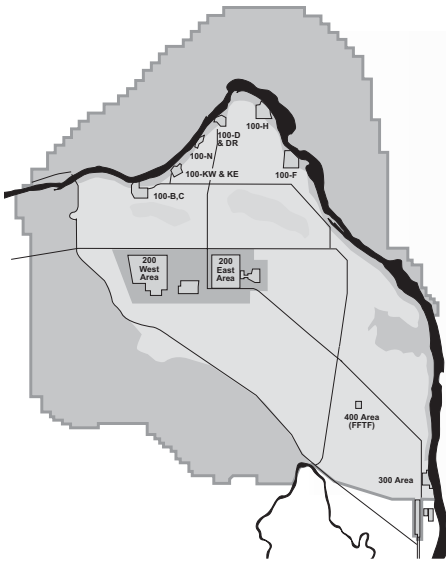 100-H
100-D
& DR
100-N
100-F
100-KW & KE
100-B,C
200
West
Area
200
East
Area
400 Area
(FFTF)
300 Area